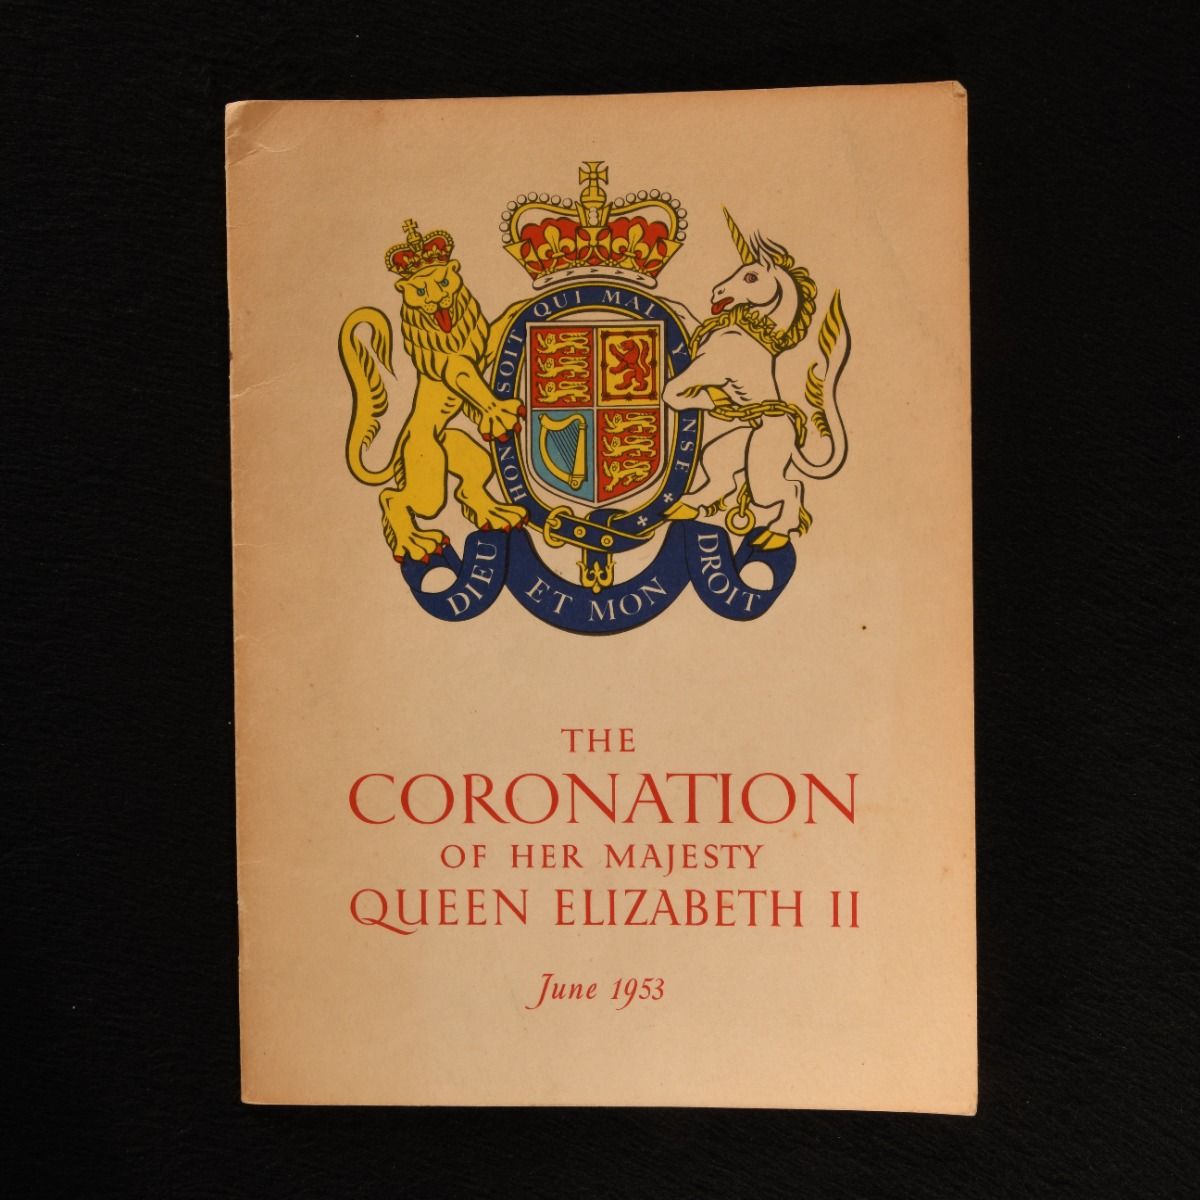 HONI SOIT QUI MAL Y PENSE
DIEU ET MON DROIT
THE
CORONATION
OF HER MAJESTY
QUEEN ELIZABETH II
June 1953